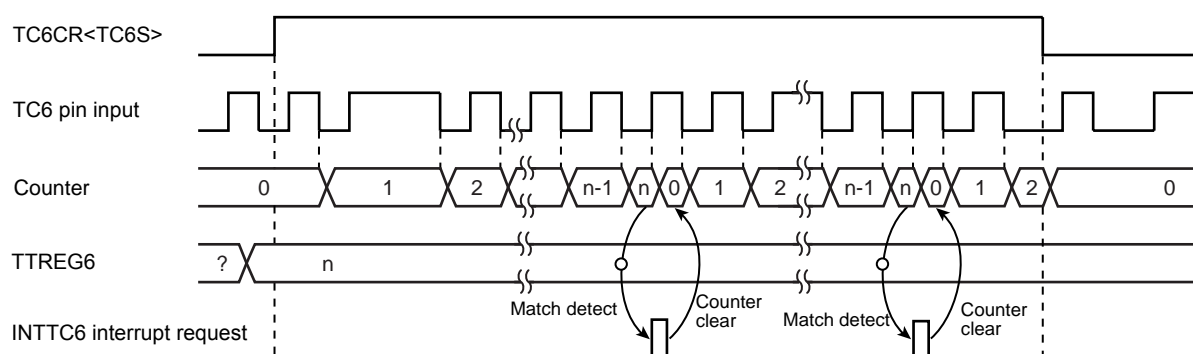 TC6CR<TC6S>
TC6 pin input
Counter 0 1 2 n-1 n 0 1 2 n-1 n 0 1 2 0
TTREG6 ? n
Match detect Counter clear Match detect Counter clear
INTTC6 interrupt request